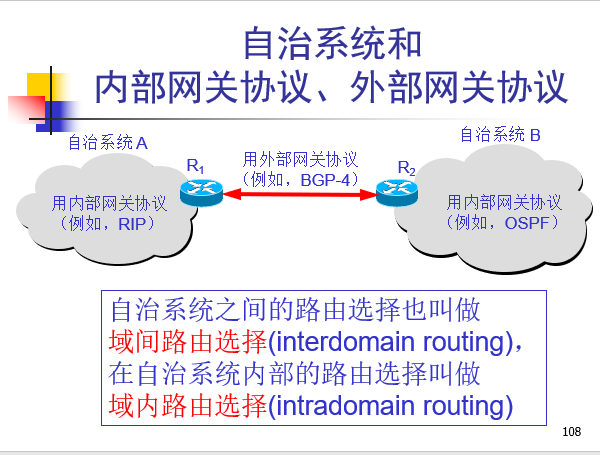 自治系统和
内部网关协议、外部网关协议
自治系统 A
自治系统 B
R1
用外部网关协议
（例如，BGP-4）
R2
用内部网关协议
（例如，RIP）
用内部网关协议
（例如，OSPF）
自治系统之间的路由选择也叫做
域间路由选择(interdomain routing)，
在自治系统内部的路由选择叫做
域内路由选择(intradomain routing)
108